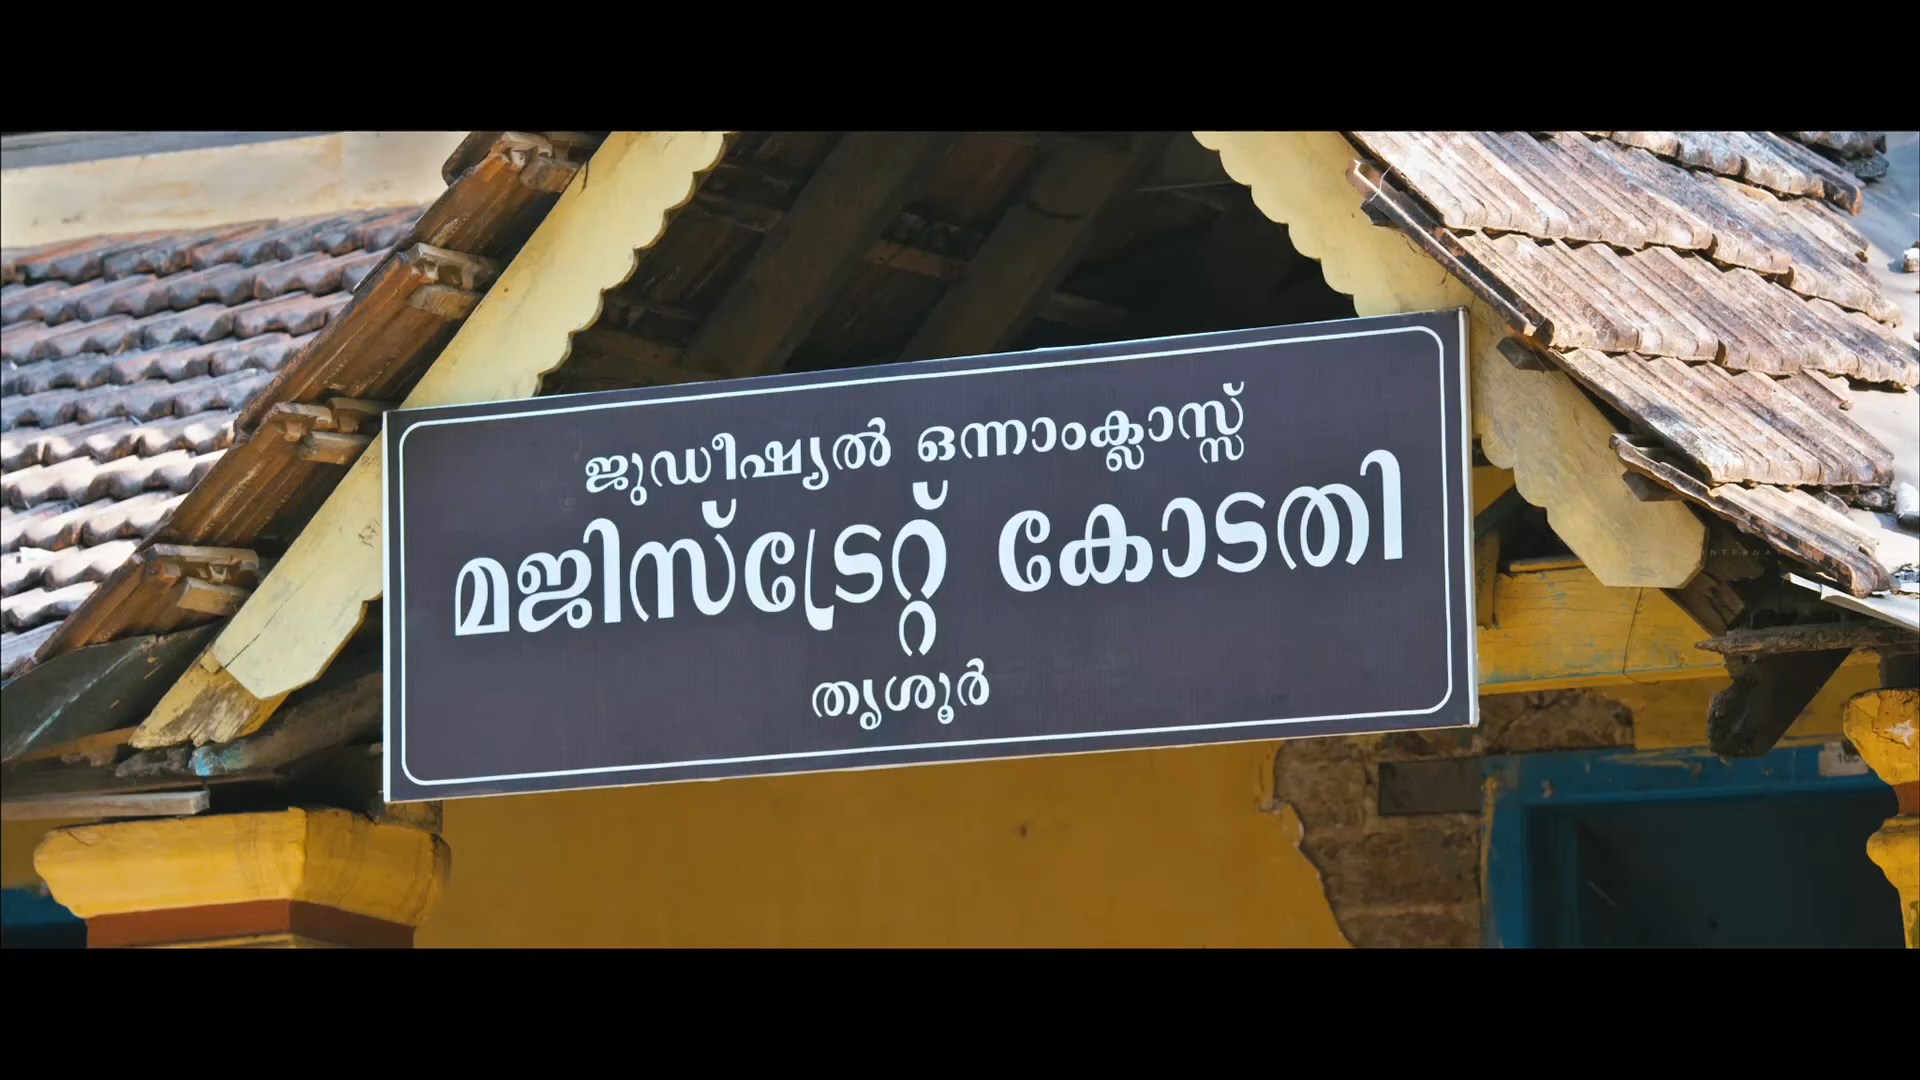 ജുഡീഷ്യൽ ഒന്നാംക്ലാസ്സ്
മജിസ്ട്രേറ്റ് കോടതി
തൃശൂർ